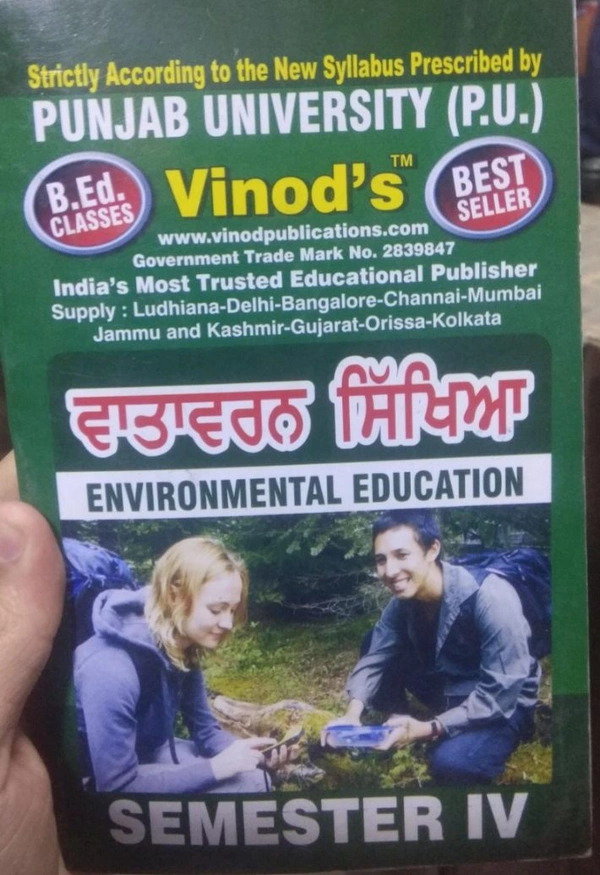 Strictly According to the New Syllabus Prescribed by
PUNJAB UNIVERSITY (P.U.)
B.Ed.
CLASSES
Vinod's™
BEST
SELLER
www.vinodpublications.com
Government Trade Mark No. 2839847
India's Most Trusted Educational Publisher
Supply : Ludhiana-Delhi-Bangalore-Channai-Mumbai
Jammu and Kashmir-Gujarat-Orissa-Kolkata
ਵਾਤਾਵਰਨ ਸਿੱਖਿਆ
ENVIRONMENTAL EDUCATION
SEMESTER IV